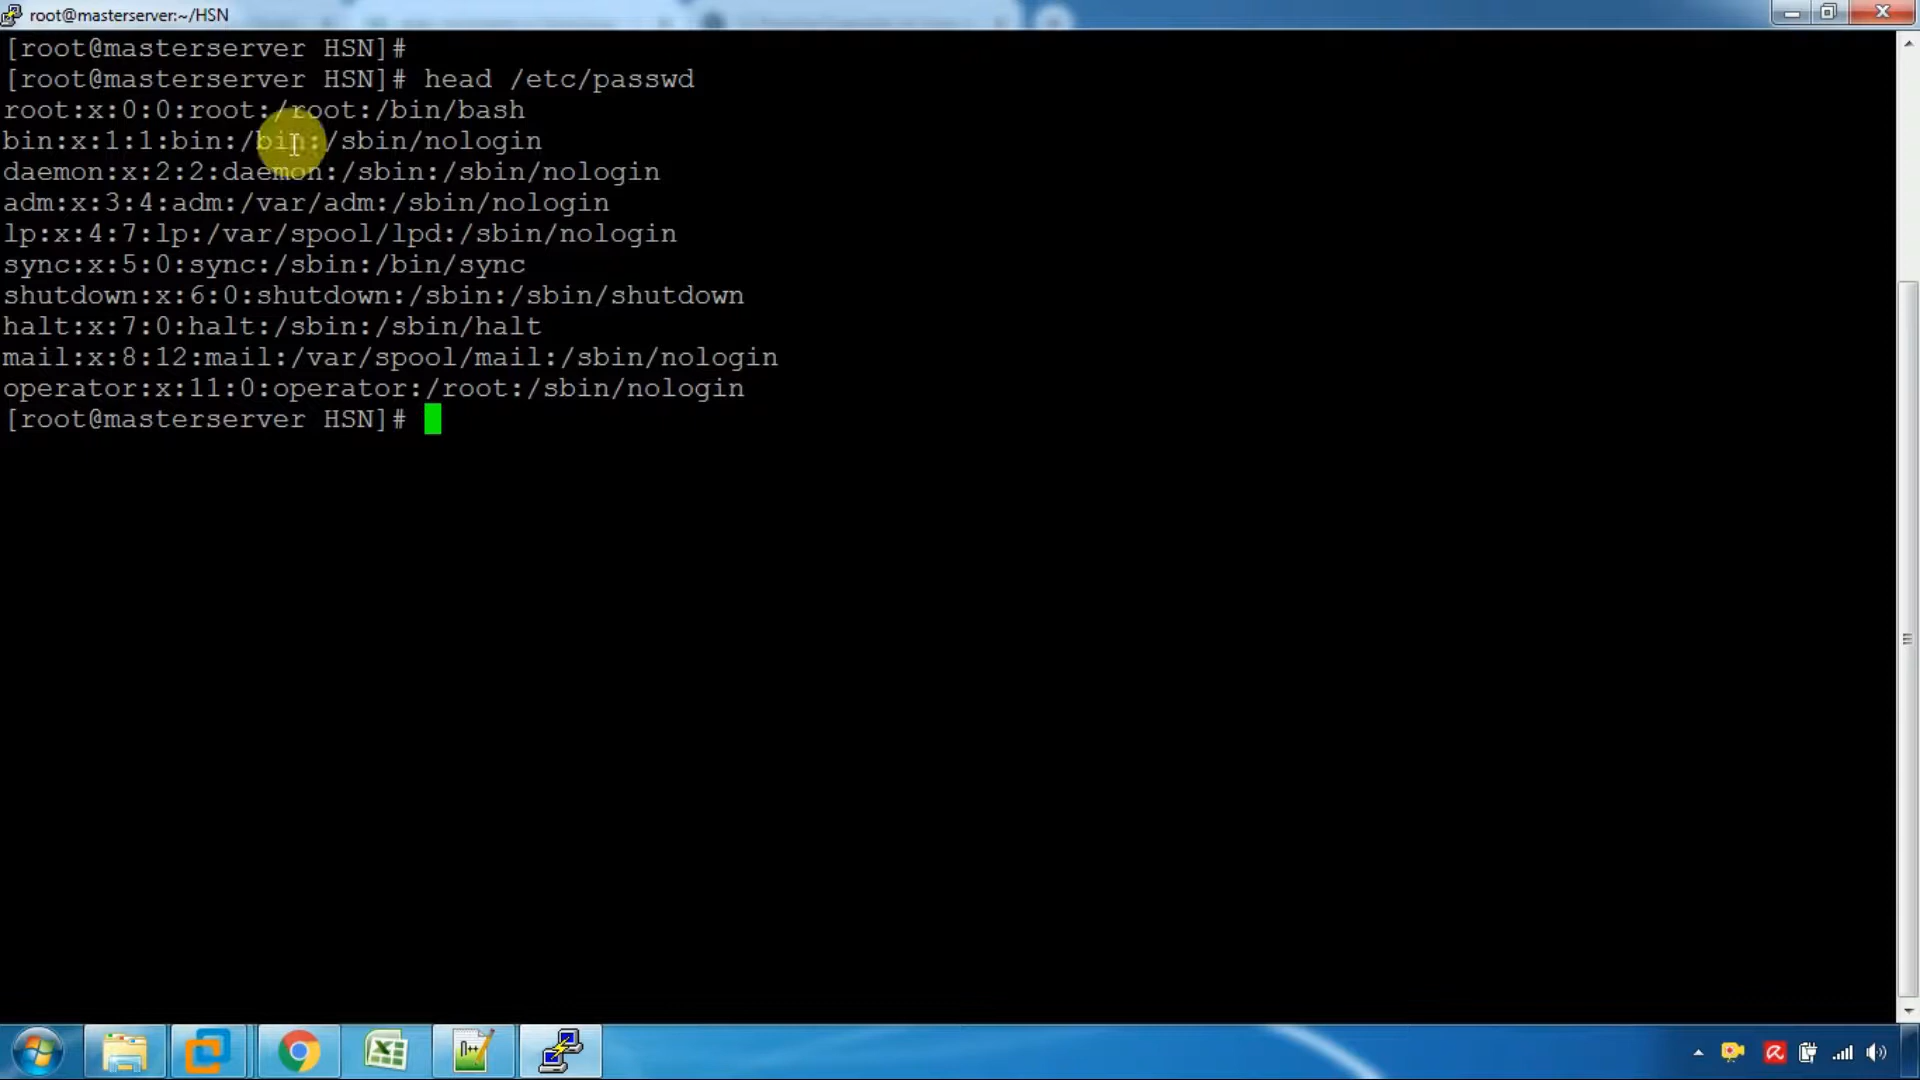 root@masterserver:~/HSN
[root@masterserver HSN]#
[root@masterserver HSN]# head /etc/passwd
root:x:0:0:root:/root:/bin/bash
bin:x:1:1:bin:/bin:/sbin/nologin
daemon:x:2:2:daemon:/sbin:/sbin/nologin
adm:x:3:4:adm:/var/adm:/sbin/nologin
lp:x:4:7:lp:/var/spool/lpd:/sbin/nologin
sync:x:5:0:sync:/sbin:/bin/sync
shutdown:x:6:0:shutdown:/sbin:/sbin/shutdown
halt:x:7:0:halt:/sbin:/sbin/halt
mail:x:8:12:mail:/var/spool/mail:/sbin/nologin
operator:x:11:0:operator:/root:/sbin/nologin
[root@masterserver HSN]#